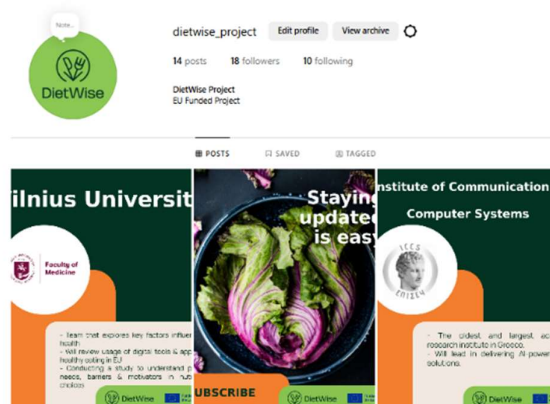 Note...
dietwise_project Edit profile View archive
14 posts 18 followers 10 following
DietWise
DietWise Project
EU Funded Project
POSTS SAVED TAGGED
ilnius Universit
Faculty of
Medicine
- Team that explores key factors influer
health
- Will review usage of digital tools & app
healthy eating in EU
- Conducting a study to understand p
needs, barriers & motivators in nut
choices
DietWise
Staying
updated
is easy
UBSCRIBE
DietWise
nstitute of Communication
Computer Systems
ICCS
- The oldest and largest ac
research institute in Greece.
- Will lead in delivering AI-power
solutions.
DietWise